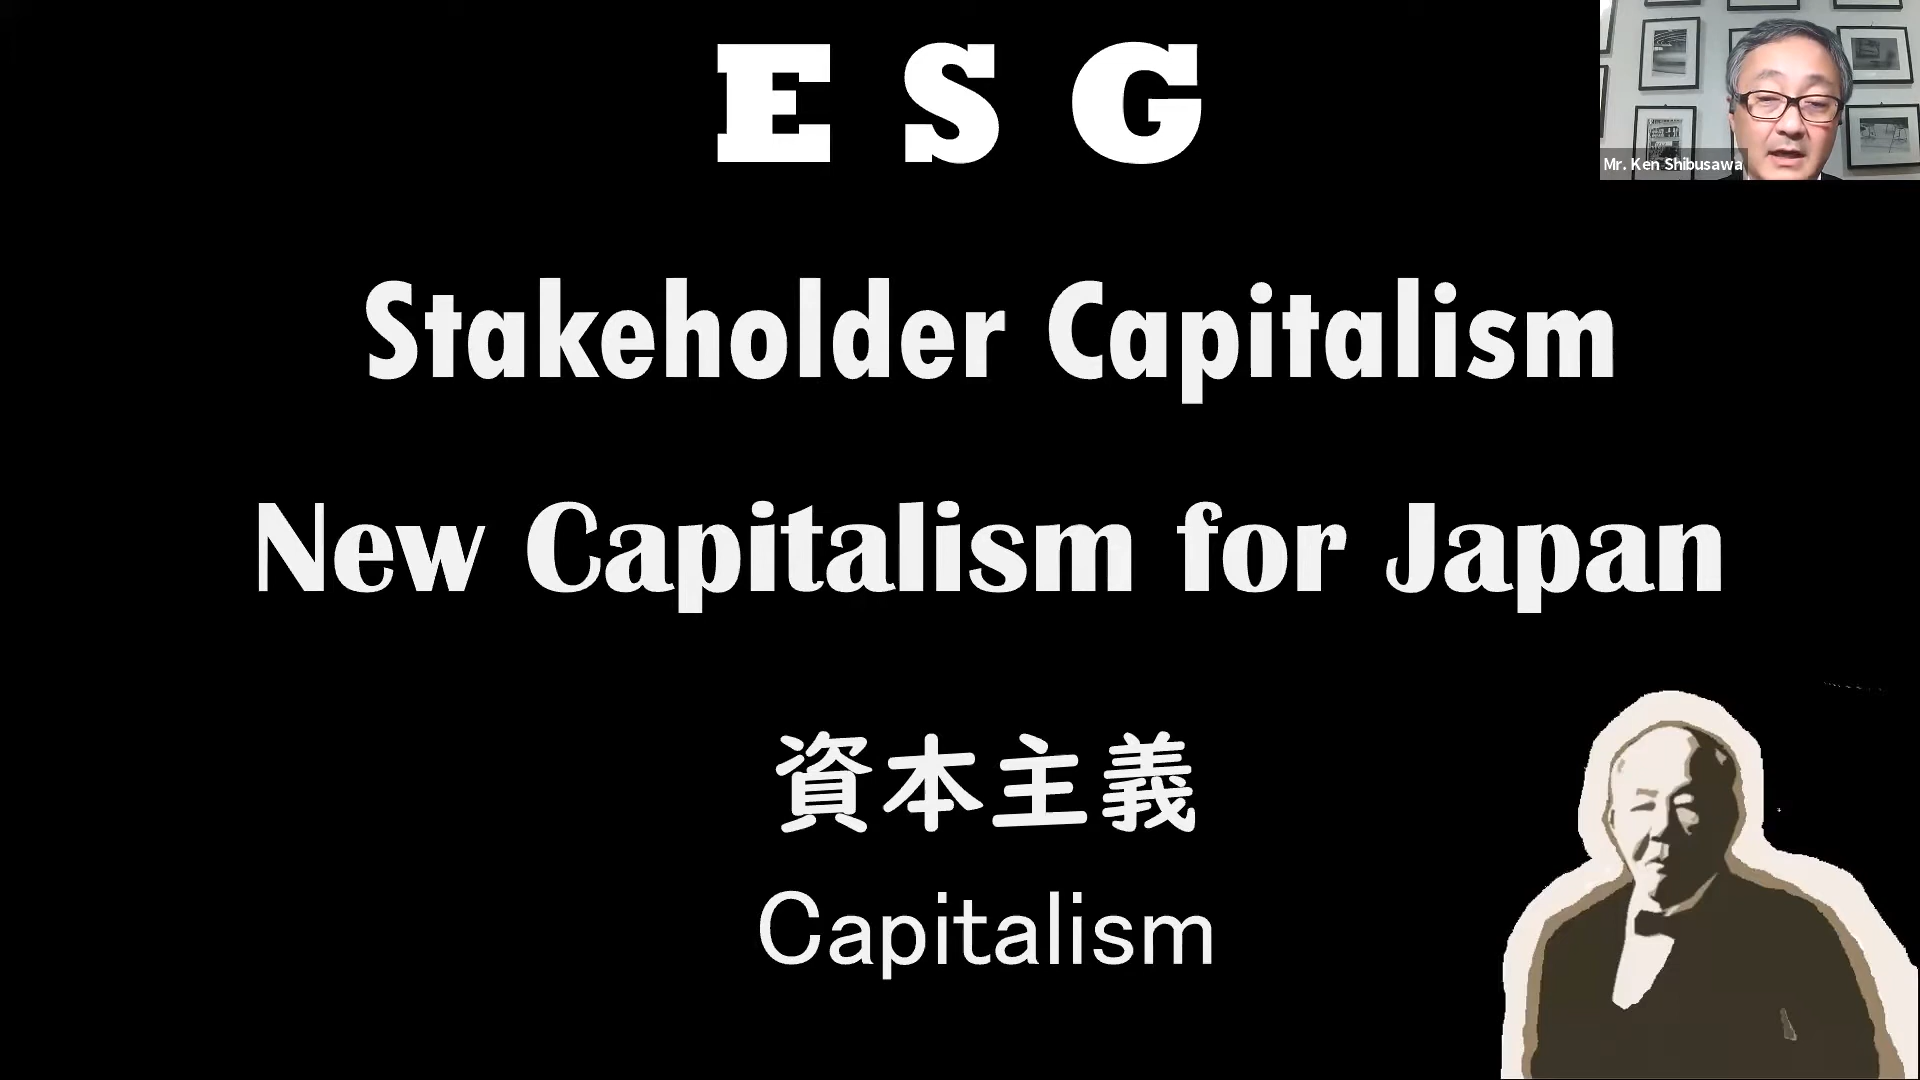 E S G
Mr. Ken Shibusawa
Stakeholder Capitalism
New Capitalism for Japan
資本主義
Capitalism